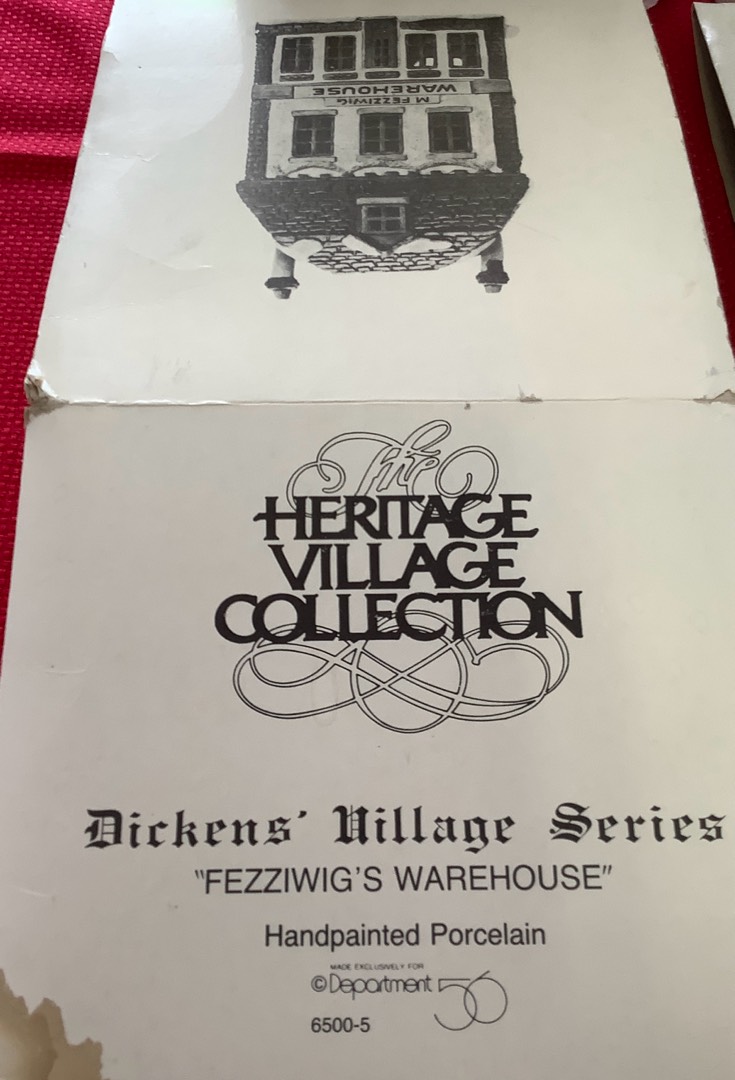 M FEZZIWIG
WAREHOUSE
The
HERITAGE
VILLAGE
COLLECTION
Dickens' Village Series
"FEZZIWIG'S WAREHOUSE"
Handpainted Porcelain
MADE EXCLUSIVELY FOR
©Department 56
6500-5